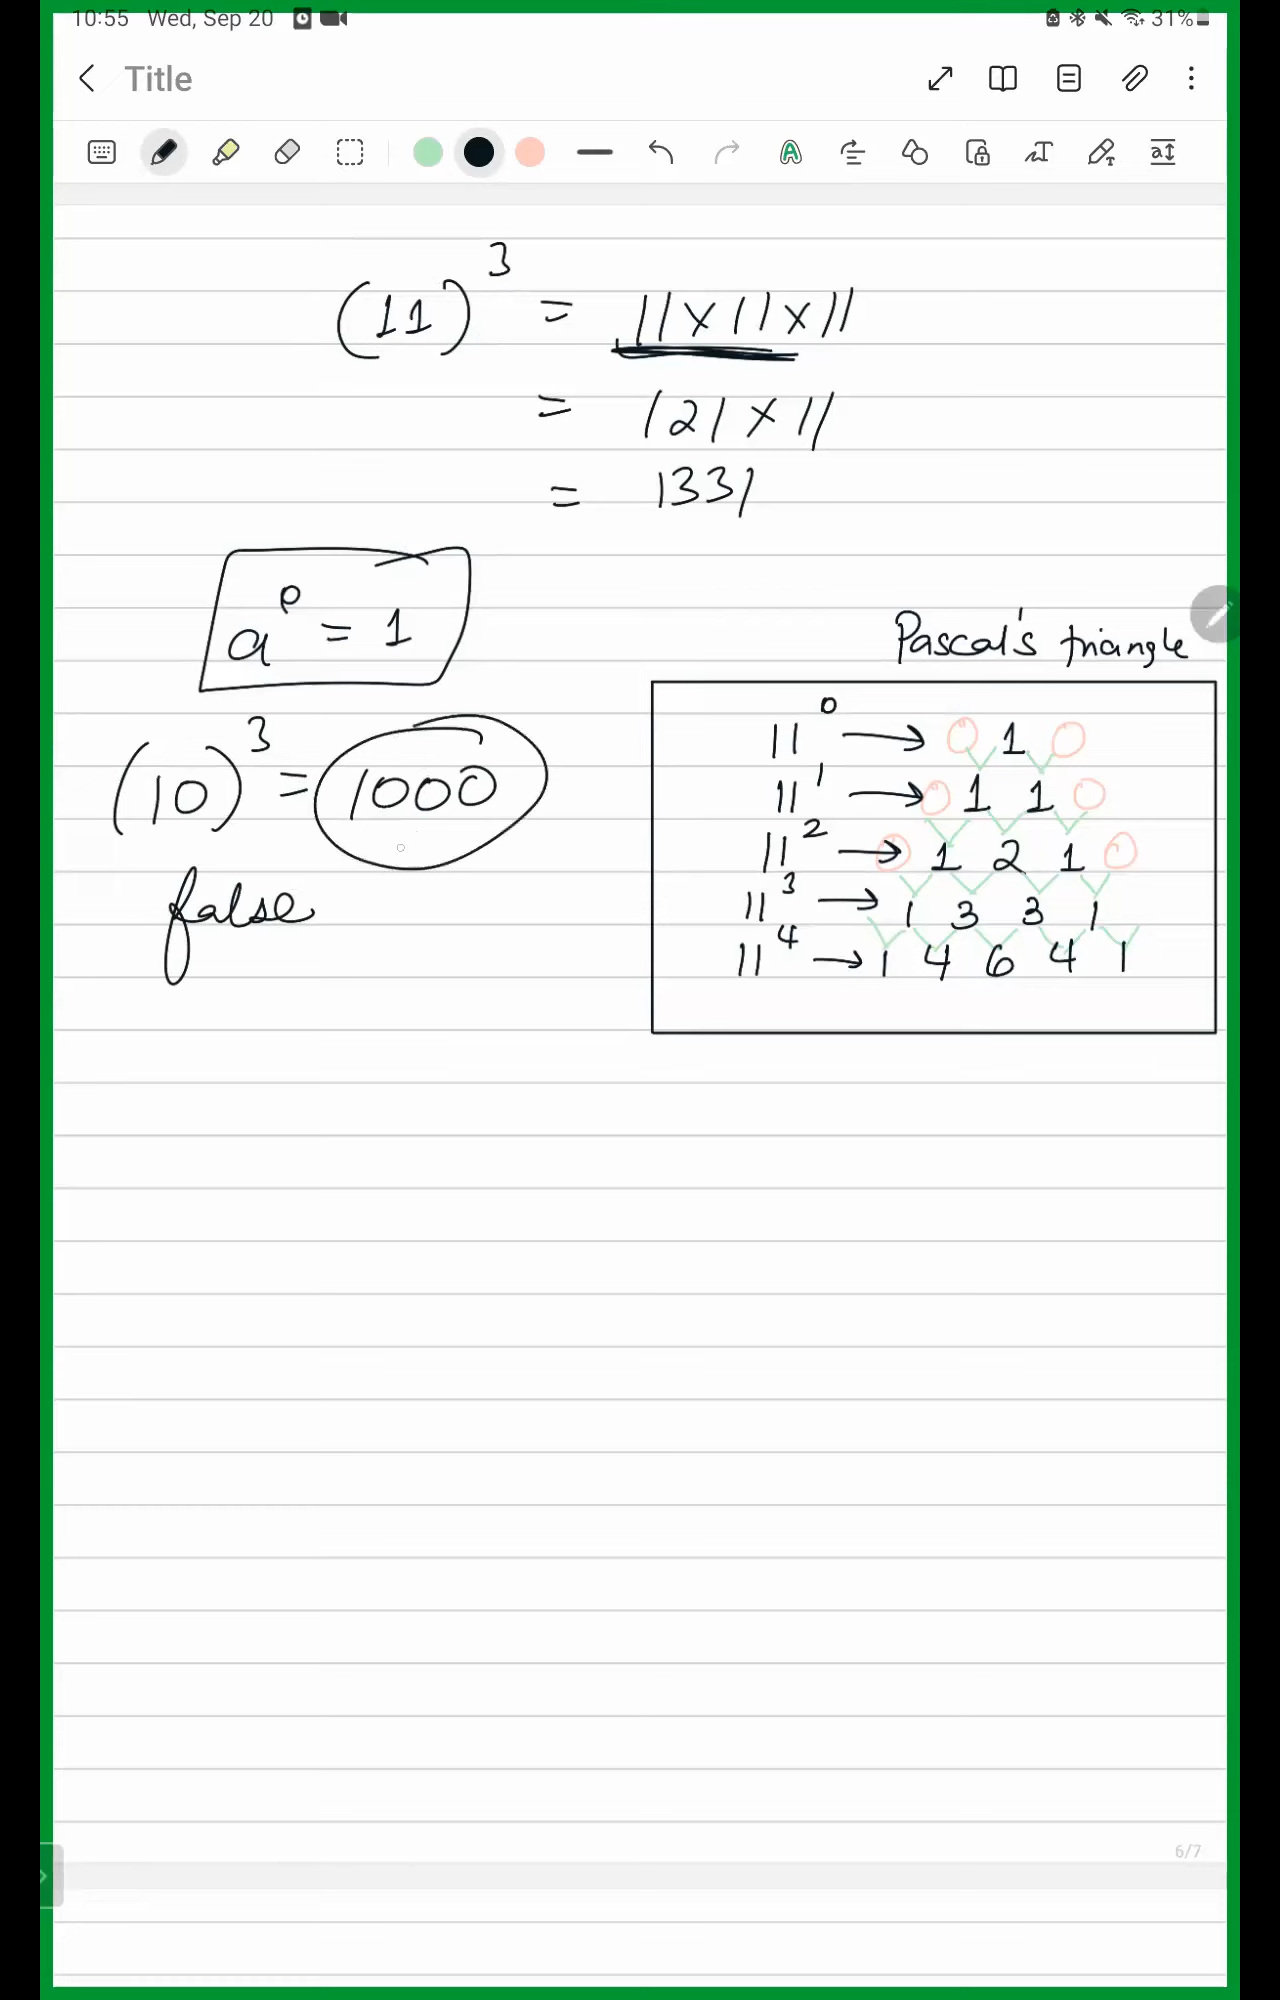 10:55 Wed, Sep 20 31%
Title
(11)³ = 11×11×11
= 121×11
= 1331
a⁰ = 1
Pascal's triangle
(10)³ = 1000
false
11⁰ → 0 1 0
11¹ → 0 1 1 0
11² → 0 1 2 1 0
11³ → 1 3 3 1
11⁴ → 1 4 6 4 1
6/7